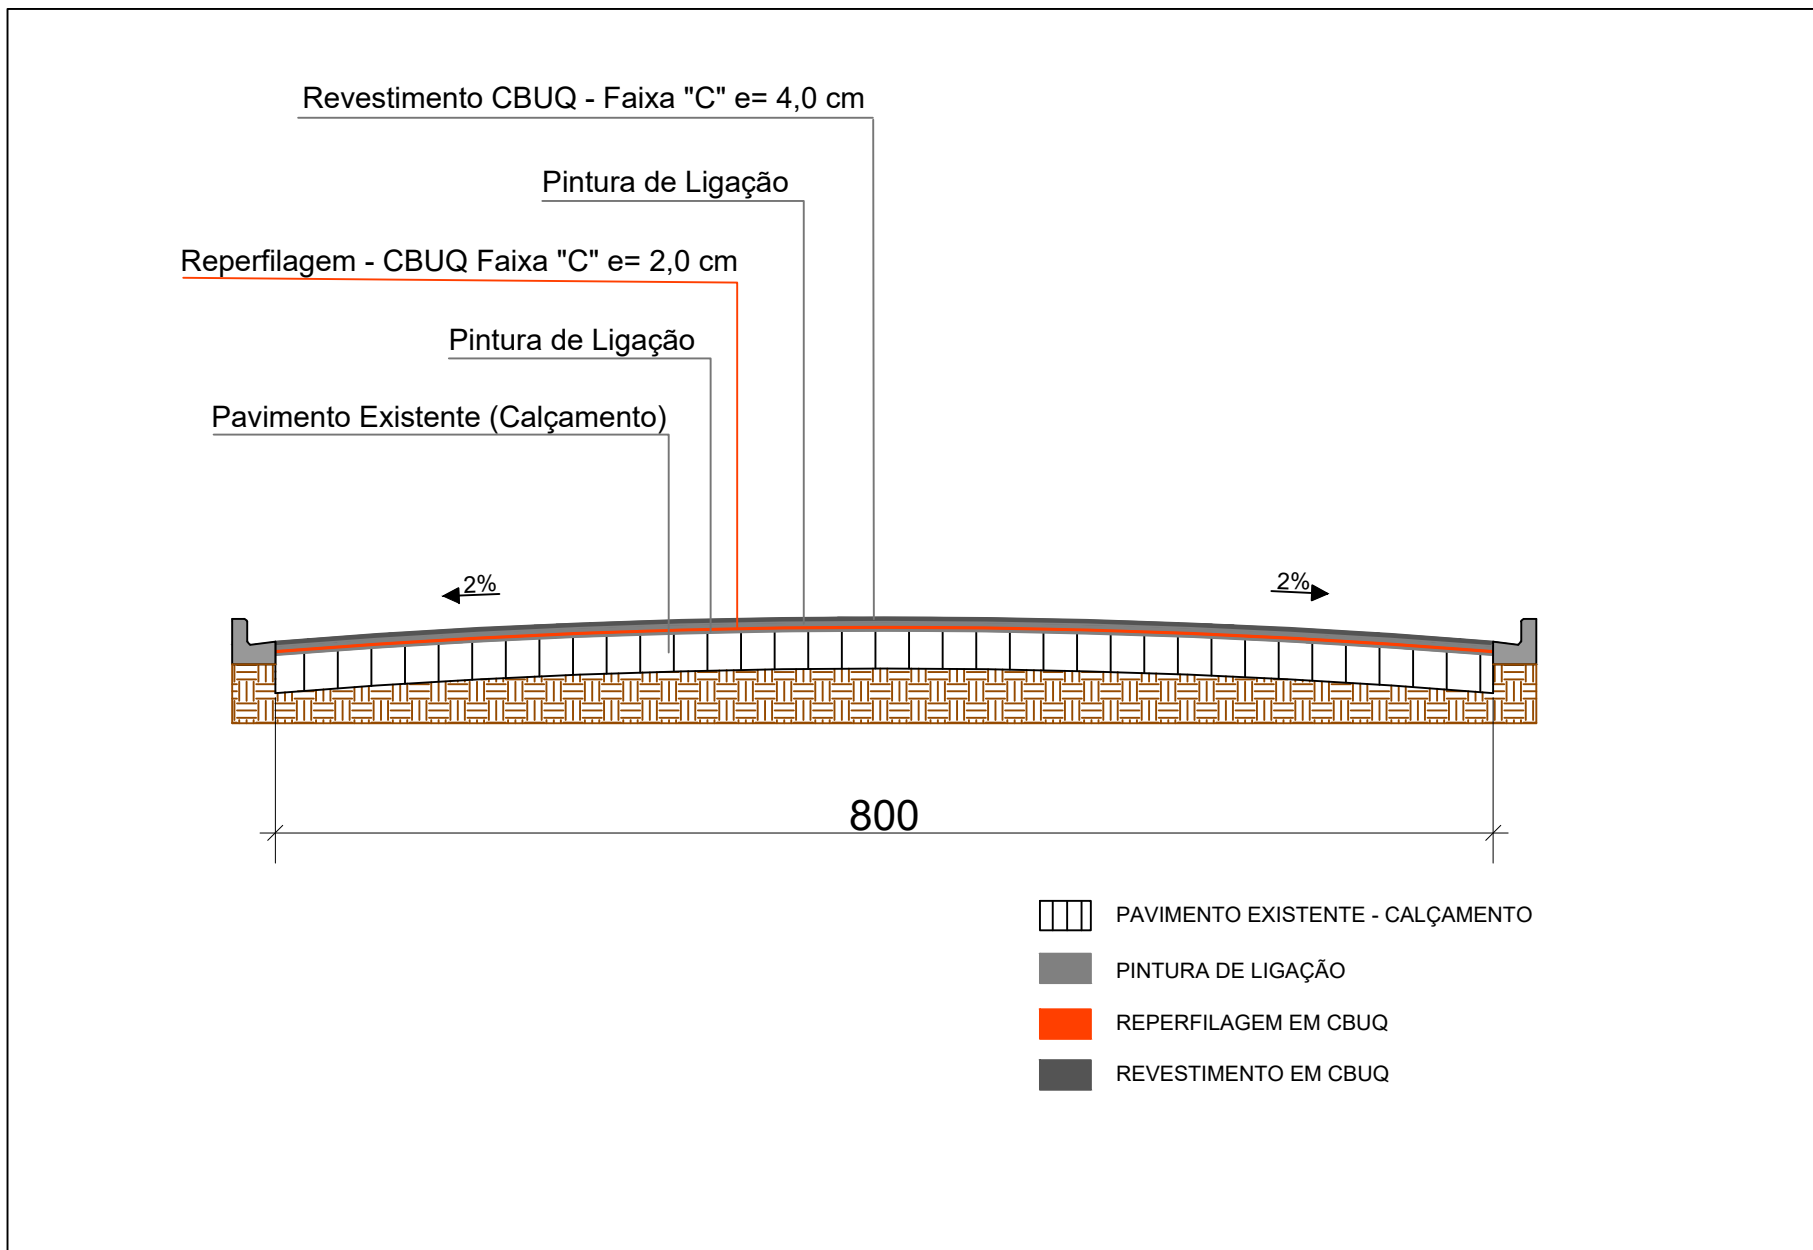 Revestimento CBUQ - Faixa "C" e= 4,0 cm
Pintura de Ligação
Reperfilagem - CBUQ Faixa "C" e= 2,0 cm
Pintura de Ligação
Pavimento Existente (Calçamento)
2%
2%
800
PAVIMENTO EXISTENTE - CALÇAMENTO
PINTURA DE LIGAÇÃO
REPERFILAGEM EM CBUQ
REVESTIMENTO EM CBUQ